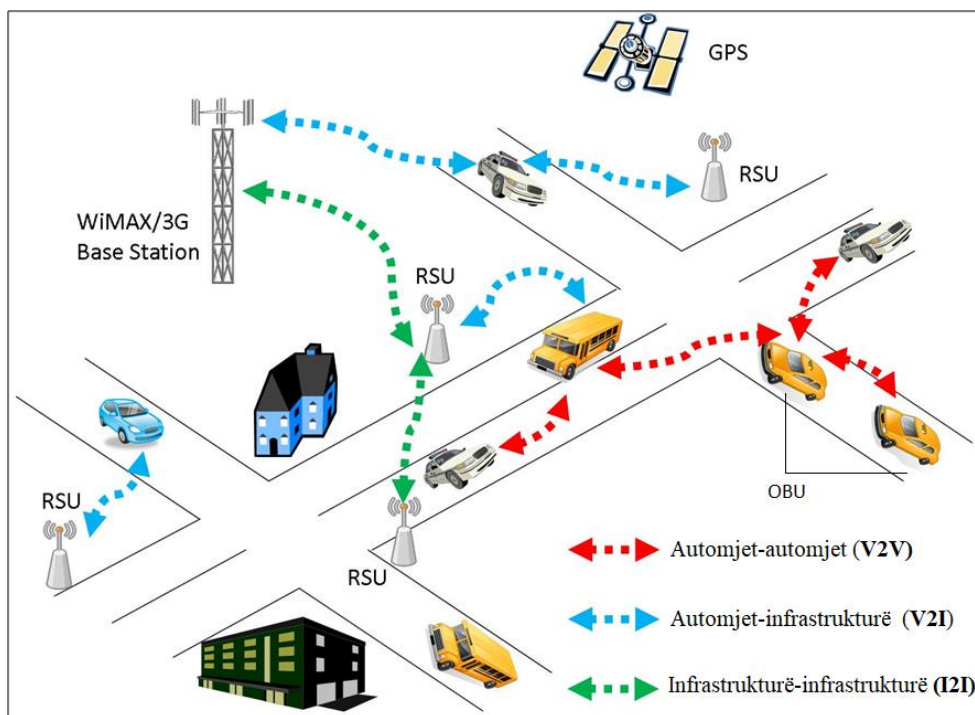 GPS
RSU
WiMAX/3G
Base Station
RSU
RSU
OBU
RSU
Automjet-automjet (V2V)
Automjet-infrastrukturë (V2I)
Infrastrukturë-infrastrukturë (I2I)